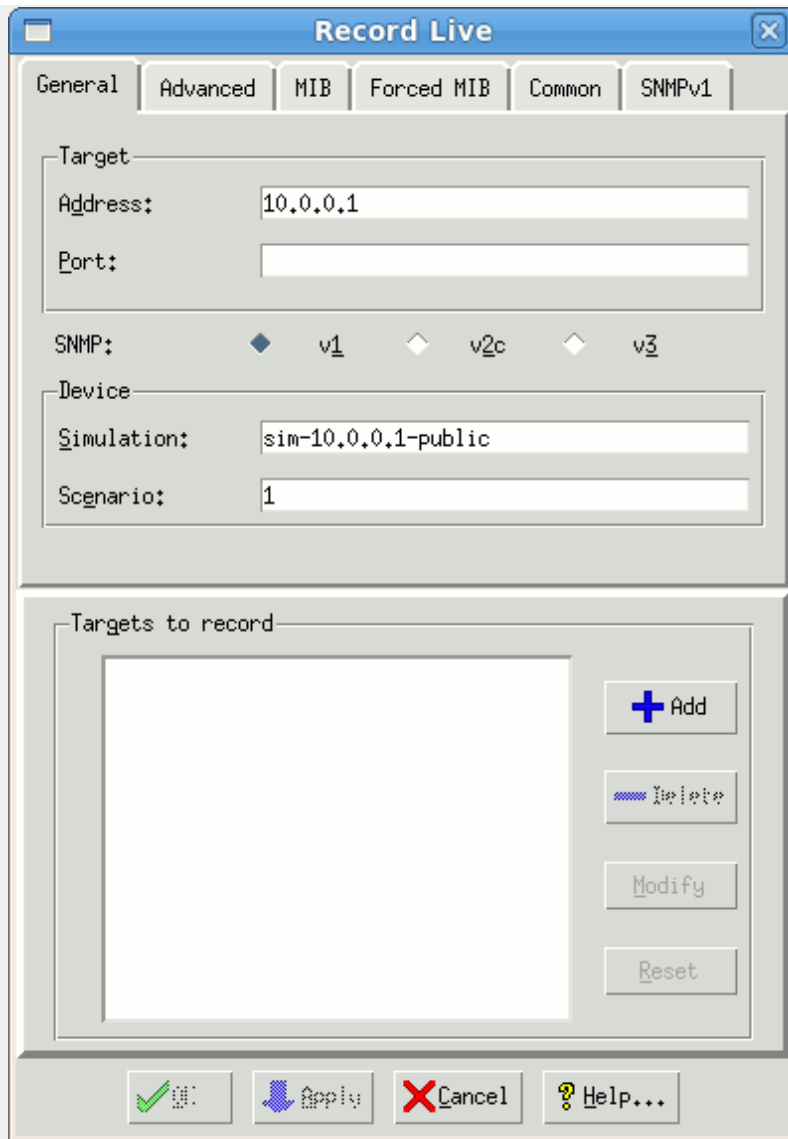 Record Live
General Advanced MIB Forced MIB Common SNMPv1
Target
Address: 10.0.0.1
Port:
SNMP: v1 v2c v3
Device
Simulation: sim-10.0.0.1-public
Scenario: 1
Targets to record
Add
Delete
Modify
Reset
OK Apply Cancel Help...